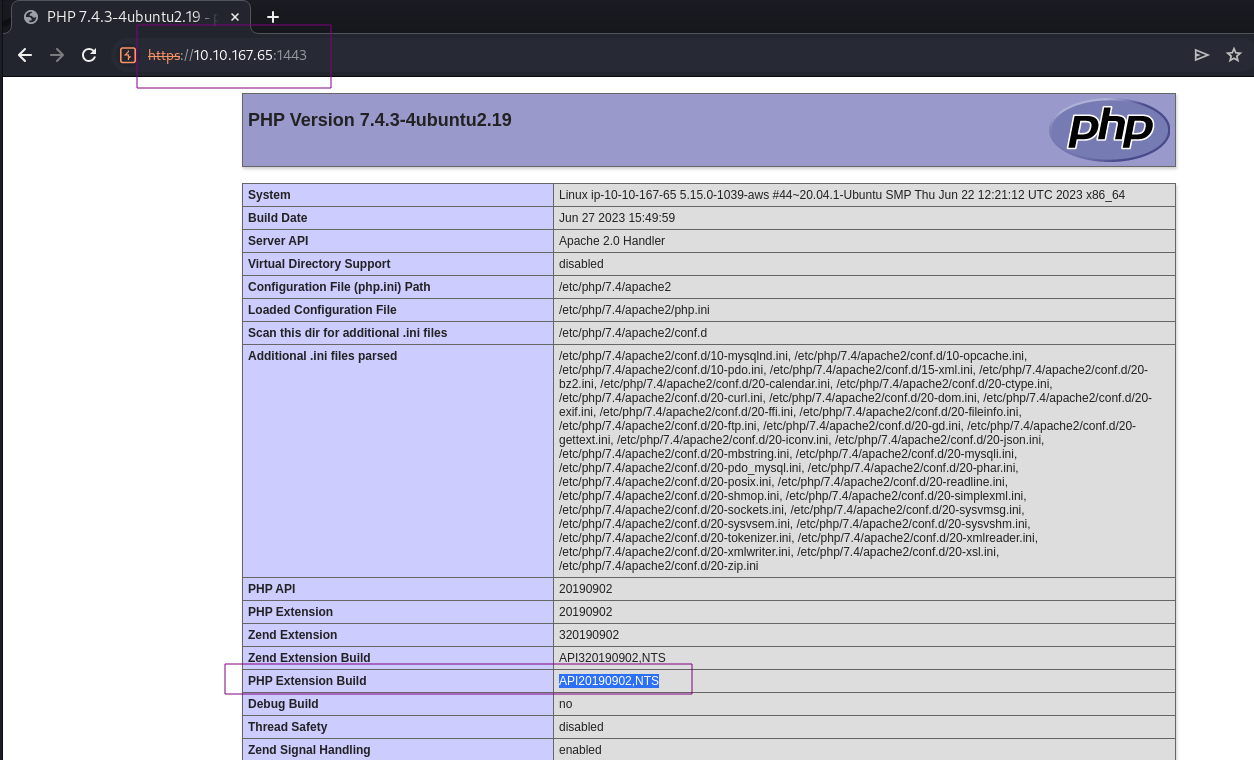 PHP 7.4.3-4ubuntu2.19 -
https://10.10.167.65:1443
PHP Version 7.4.3-4ubuntu2.19
php
System Linux ip-10-10-167-65 5.15.0-1039-aws #44~20.04.1-Ubuntu SMP Thu Jun 22 12:21:12 UTC 2023 x86_64
Build Date Jun 27 2023 15:49:59
Server API Apache 2.0 Handler
Virtual Directory Support disabled
Configuration File (php.ini) Path /etc/php/7.4/apache2
Loaded Configuration File /etc/php/7.4/apache2/php.ini
Scan this dir for additional .ini files /etc/php/7.4/apache2/conf.d
Additional .ini files parsed /etc/php/7.4/apache2/conf.d/10-mysqlnd.ini, /etc/php/7.4/apache2/conf.d/10-opcache.ini,
/etc/php/7.4/apache2/conf.d/10-pdo.ini, /etc/php/7.4/apache2/conf.d/15-xml.ini, /etc/php/7.4/apache2/conf.d/20-
bz2.ini, /etc/php/7.4/apache2/conf.d/20-calendar.ini, /etc/php/7.4/apache2/conf.d/20-ctype.ini,
/etc/php/7.4/apache2/conf.d/20-curl.ini, /etc/php/7.4/apache2/conf.d/20-dom.ini, /etc/php/7.4/apache2/conf.d/20-
exif.ini, /etc/php/7.4/apache2/conf.d/20-ffi.ini, /etc/php/7.4/apache2/conf.d/20-fileinfo.ini,
/etc/php/7.4/apache2/conf.d/20-ftp.ini, /etc/php/7.4/apache2/conf.d/20-gd.ini, /etc/php/7.4/apache2/conf.d/20-
gettext.ini, /etc/php/7.4/apache2/conf.d/20-iconv.ini, /etc/php/7.4/apache2/conf.d/20-json.ini,
/etc/php/7.4/apache2/conf.d/20-mbstring.ini, /etc/php/7.4/apache2/conf.d/20-mysqli.ini,
/etc/php/7.4/apache2/conf.d/20-pdo_mysql.ini, /etc/php/7.4/apache2/conf.d/20-phar.ini,
/etc/php/7.4/apache2/conf.d/20-posix.ini, /etc/php/7.4/apache2/conf.d/20-readline.ini,
/etc/php/7.4/apache2/conf.d/20-shmop.ini, /etc/php/7.4/apache2/conf.d/20-simplexml.ini,
/etc/php/7.4/apache2/conf.d/20-sockets.ini, /etc/php/7.4/apache2/conf.d/20-sysvmsg.ini,
/etc/php/7.4/apache2/conf.d/20-sysvsem.ini, /etc/php/7.4/apache2/conf.d/20-sysvshm.ini,
/etc/php/7.4/apache2/conf.d/20-tokenizer.ini, /etc/php/7.4/apache2/conf.d/20-xmlreader.ini,
/etc/php/7.4/apache2/conf.d/20-xmlwriter.ini, /etc/php/7.4/apache2/conf.d/20-xsl.ini,
/etc/php/7.4/apache2/conf.d/20-zip.ini
PHP API 20190902
PHP Extension 20190902
Zend Extension 320190902
Zend Extension Build API320190902,NTS
PHP Extension Build API20190902,NTS
Debug Build no
Thread Safety disabled
Zend Signal Handling enabled